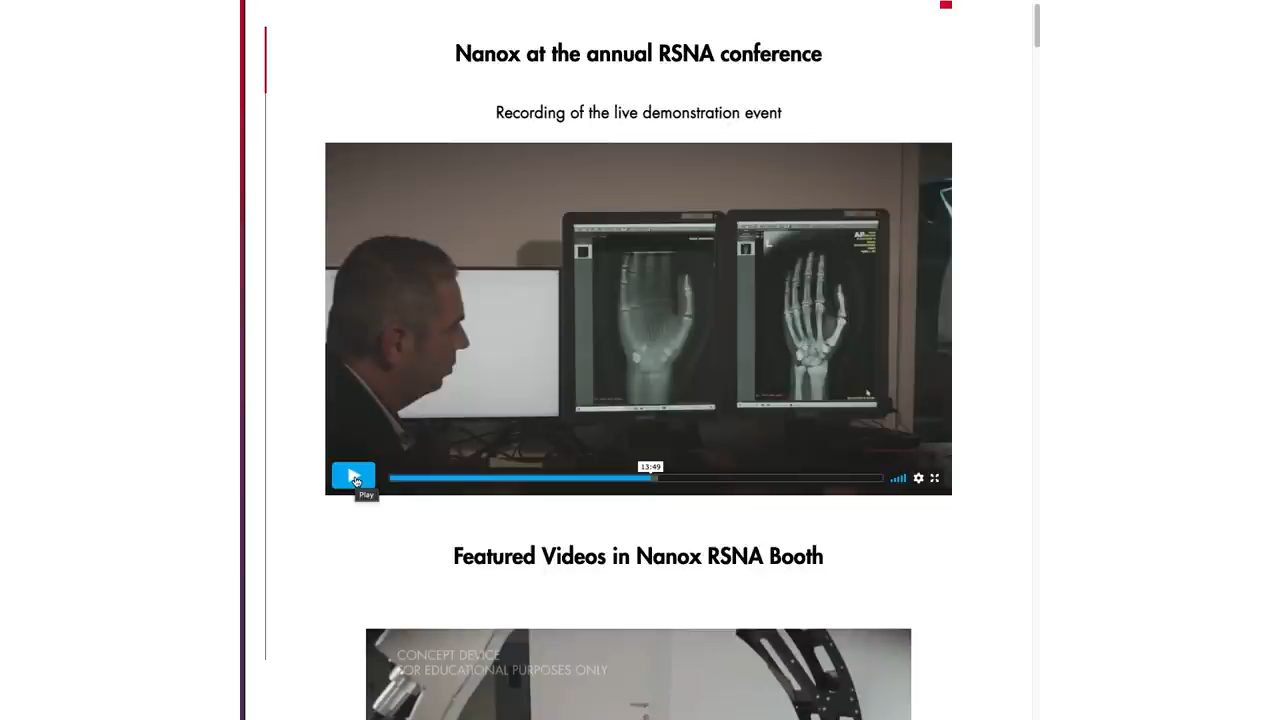 Nanox at the annual RSNA conference
Recording of the live demonstration event
13:49
Play
Featured Videos in Nanox RSNA Booth
CONCEPT DEVICE
FOR EDUCATIONAL PURPOSES ONLY